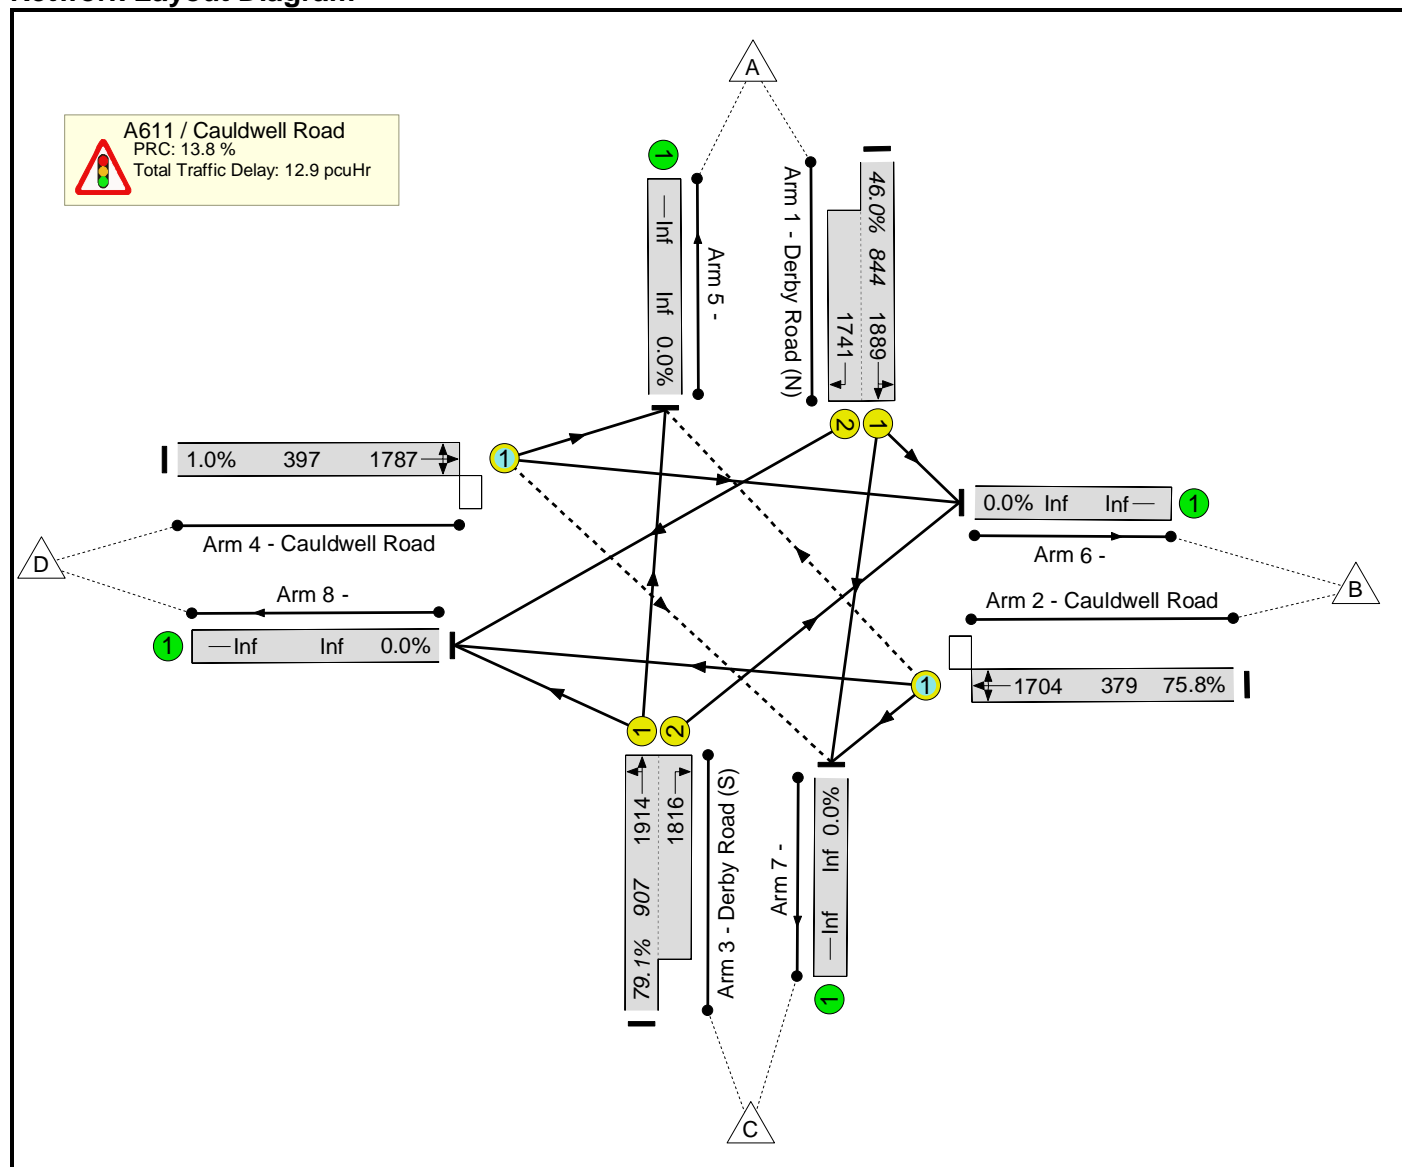 Network Layout Diagram
A
A611 / Cauldwell Road
PRC: 13.8 %
Total Traffic Delay: 12.9 pcuHr
1
Inf Inf 0.0%
Arm 5 -
Arm 1 - Derby Road (N)
1741
46.0% 844 1889
2 1
1.0% 397 1787
1
Arm 4 - Cauldwell Road
0.0% Inf Inf
1
Arm 6 -
D
B
Arm 8 -
Arm 2 - Cauldwell Road
1
Inf Inf 0.0%
1
1704 379 75.8%
1 2
79.1% 907 1914
1816
Arm 3 - Derby Road (S)
Arm 7 -
Inf Inf 0.0%
1
C